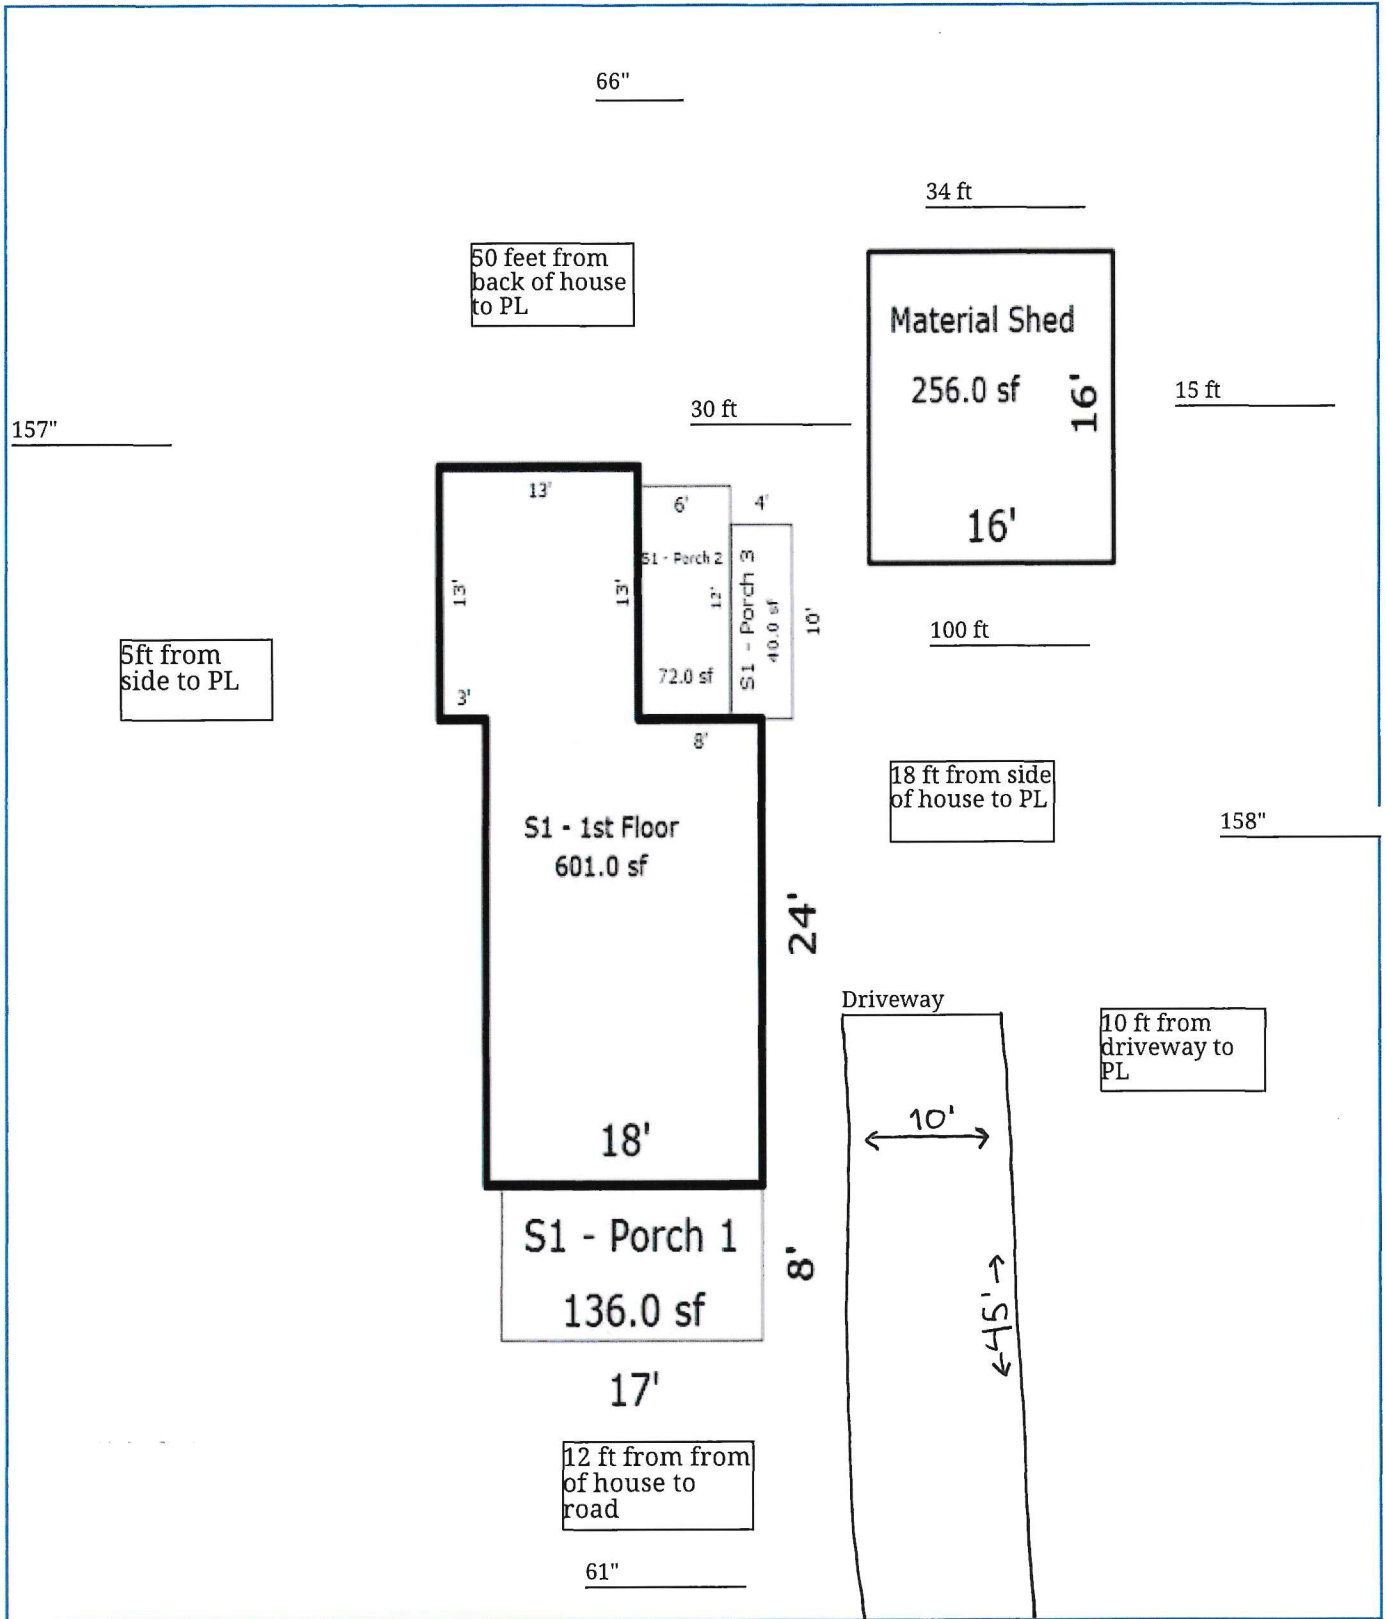 66"
34 ft
50 feet from
back of house
to PL
Material Shed
256.0 sf
16'
16'
15 ft
30 ft
157"
13'
13'
13'
3'
6'
S1 - Porch 2
12'
72.0 sf
4'
S1 - Porch 3
40.0 sf
10'
8'
100 ft
5ft from
side to PL
18 ft from side
of house to PL
158"
S1 - 1st Floor
601.0 sf
24'
18'
Driveway
10 ft from
driveway to
PL
10'
45'
S1 - Porch 1
136.0 sf
8'
17'
12 ft from from
of house to
road
61"